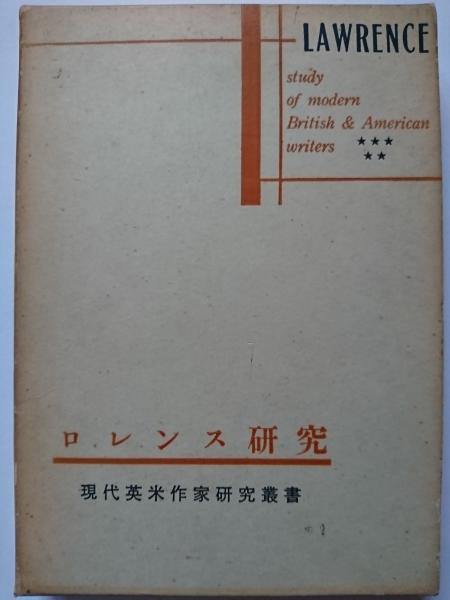 LAWRENCE
study
of modern
British & American
writers ★★★
★★
ロレンス研究
現代英米作家研究叢書